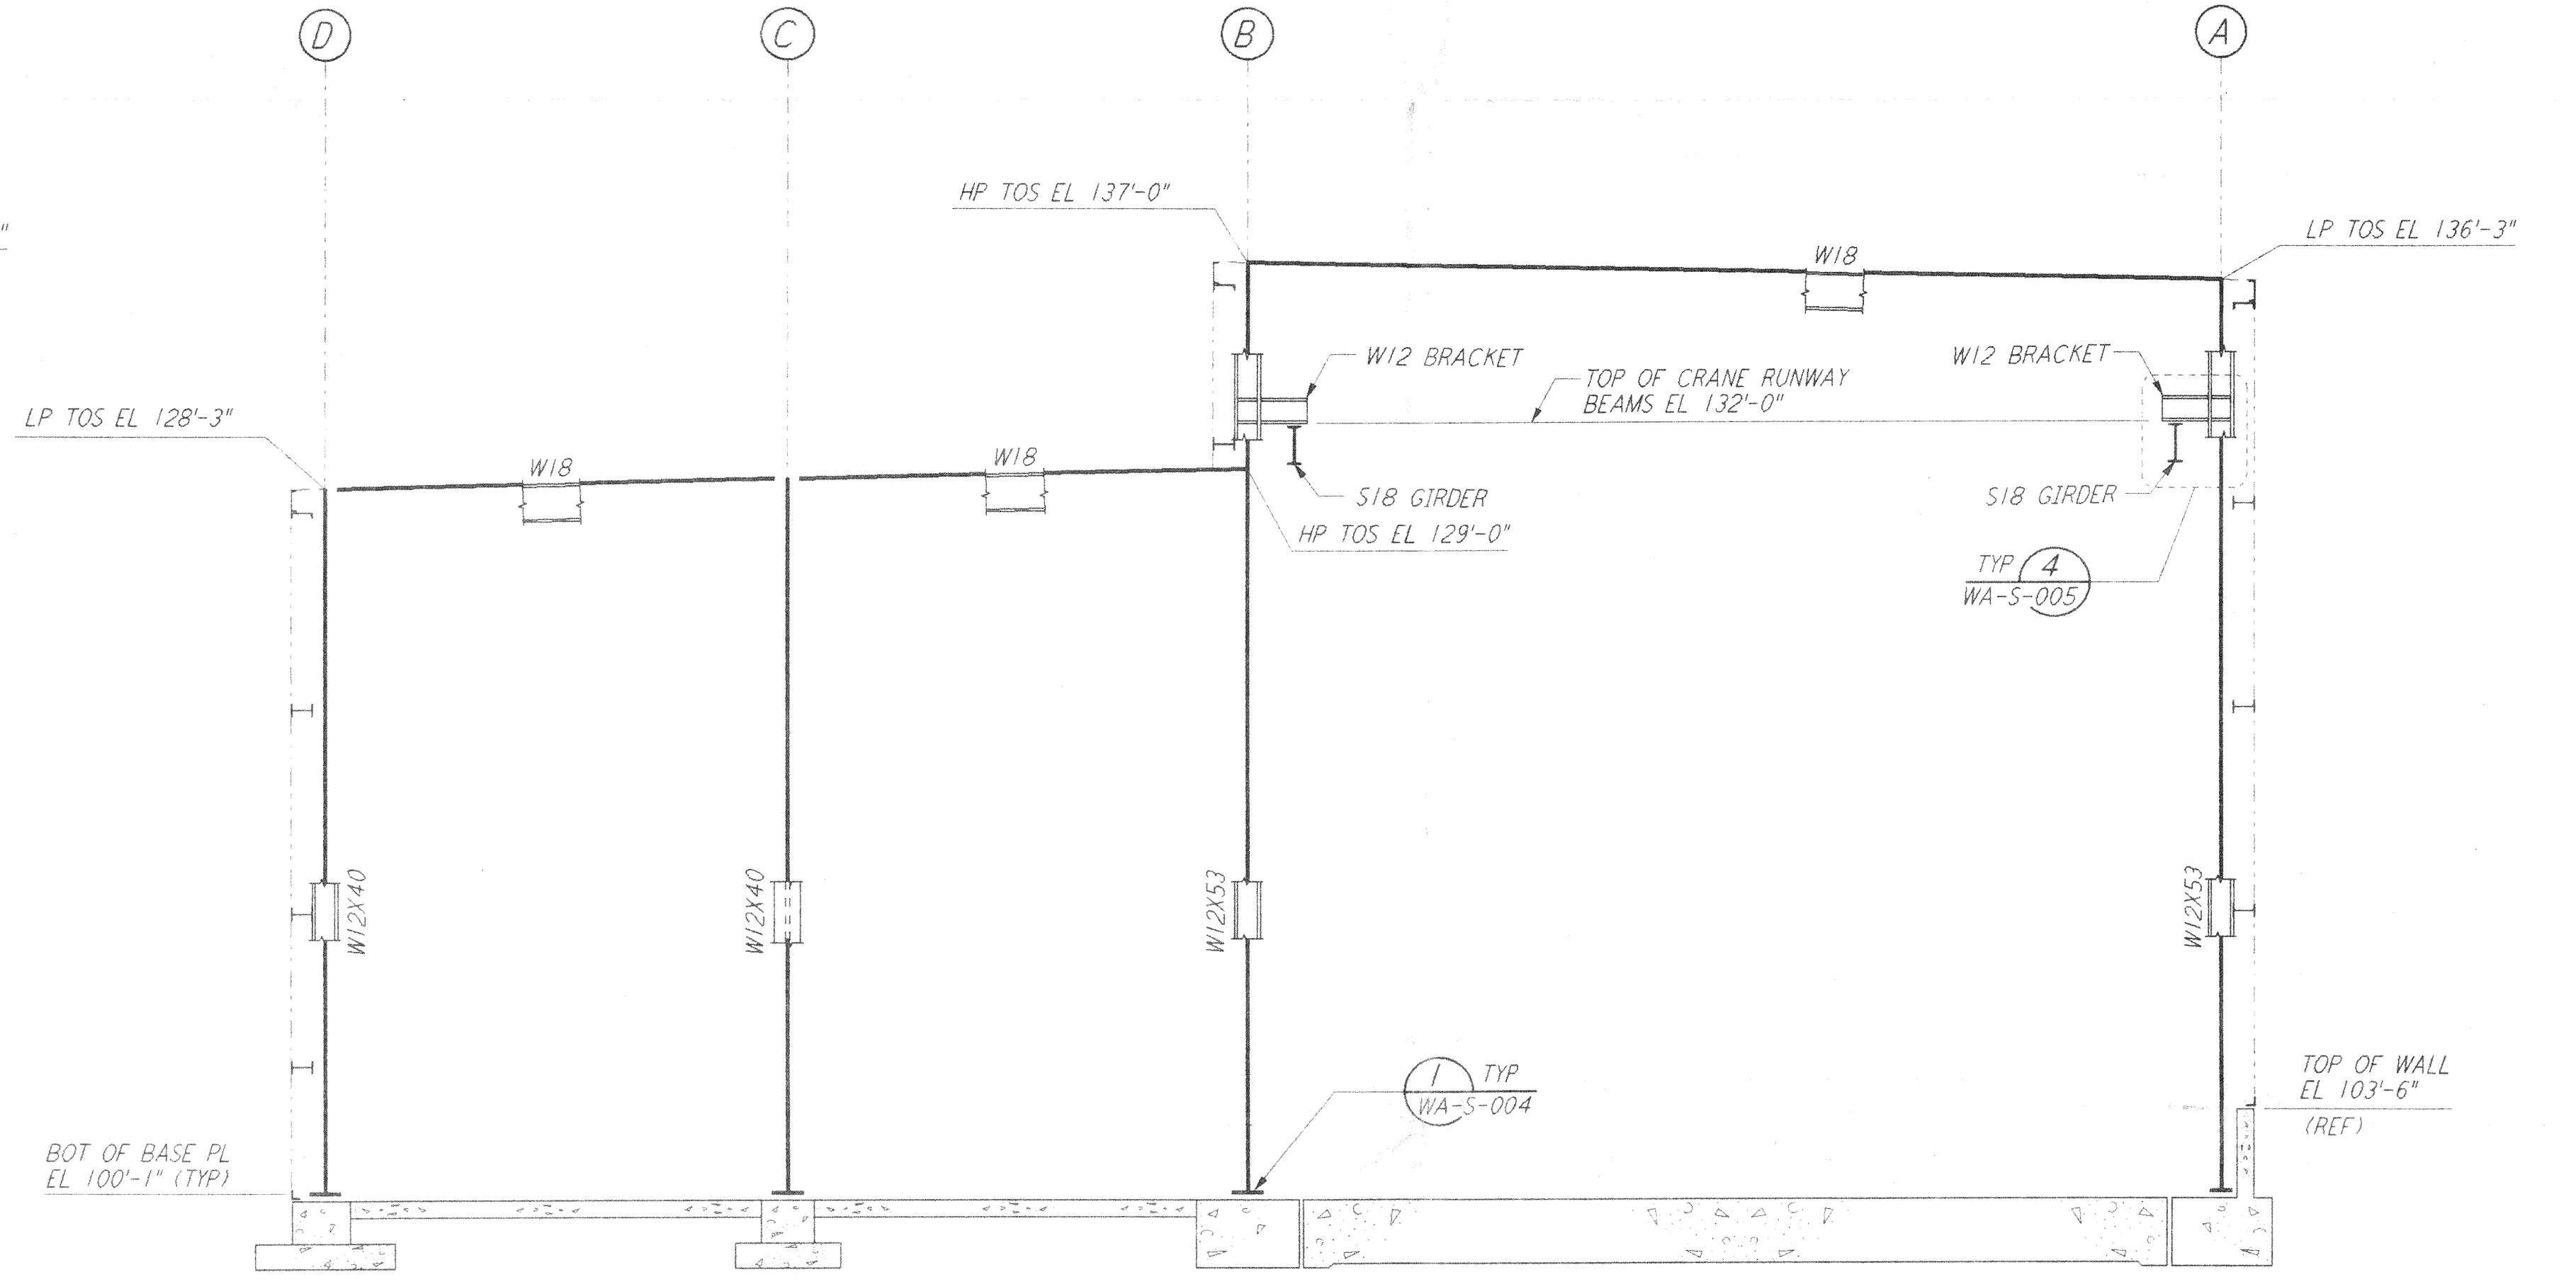 D
C
B
A
HP TOS EL 137'-0"
"
LP TOS EL 136'-3"
W18
W12 BRACKET
W12 BRACKET
TOP OF CRANE RUNWAY
BEAMS EL 132'-0"
LP TOS EL 128'-3"
W18
W18
S18 GIRDER
S18 GIRDER
HP TOS EL 129'-0"
TYP 4
WA-S-005
W12X40
W12X40
W12X53
W12X53
1 TYP
WA-S-004
TOP OF WALL
EL 103'-6"
(REF)
BOT OF BASE PL
EL 100'-1" (TYP)